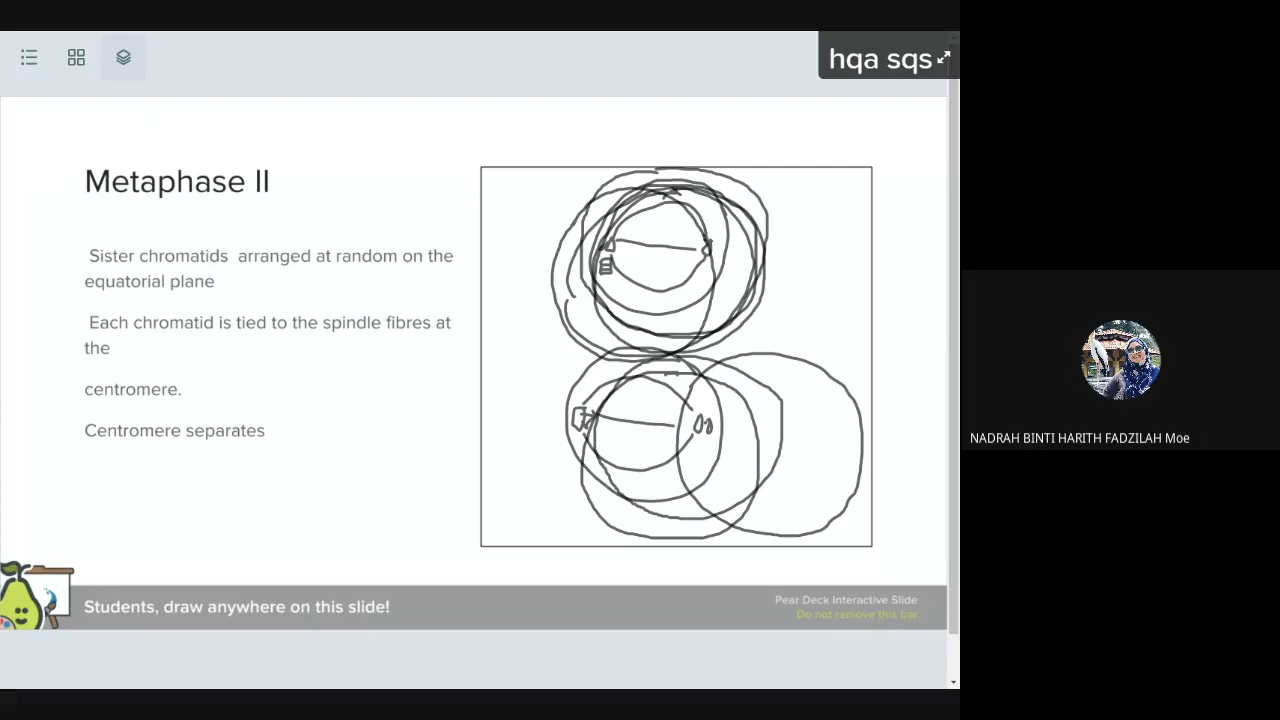 hqa sqs
Metaphase II
Sister chromatids arranged at random on the
equatorial plane
Each chromatid is tied to the spindle fibres at
the
centromere.
Centromere separates
Students, draw anywhere on this slide!
Pear Deck Interactive Slide
Do not remove this bar
NADRAH BINTI HARITH FADZILAH Moe